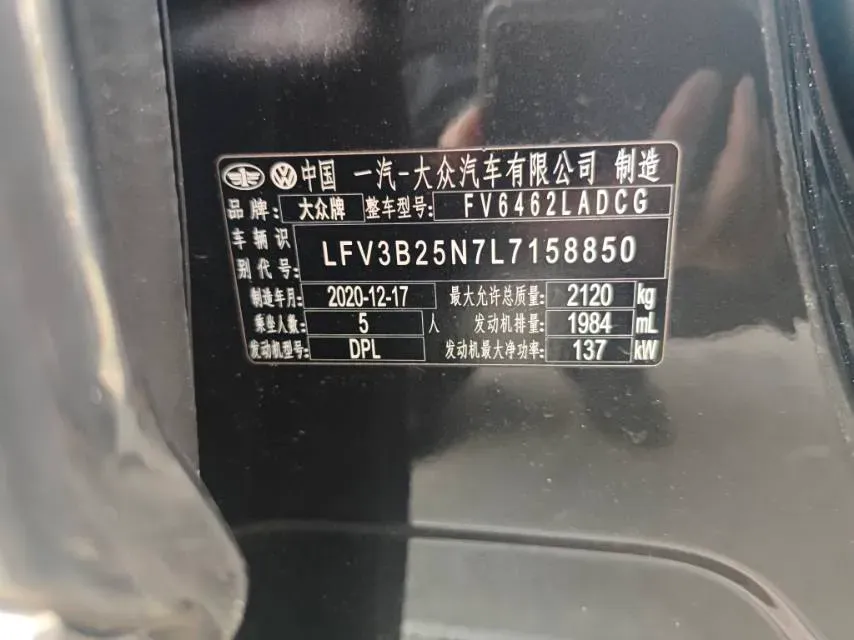 中国 一汽-大众汽车有限公司 制造
品牌: 大众牌 整车型号: FV6462LADCG
车辆识别代号: LFV3B25N7L7158850
制造年月: 2020-12-17 最大允许总质量: 2120 kg
乘坐人数: 5 人 发动机排量: 1984 mL
发动机型号: DPL 发动机最大净功率: 137 kW